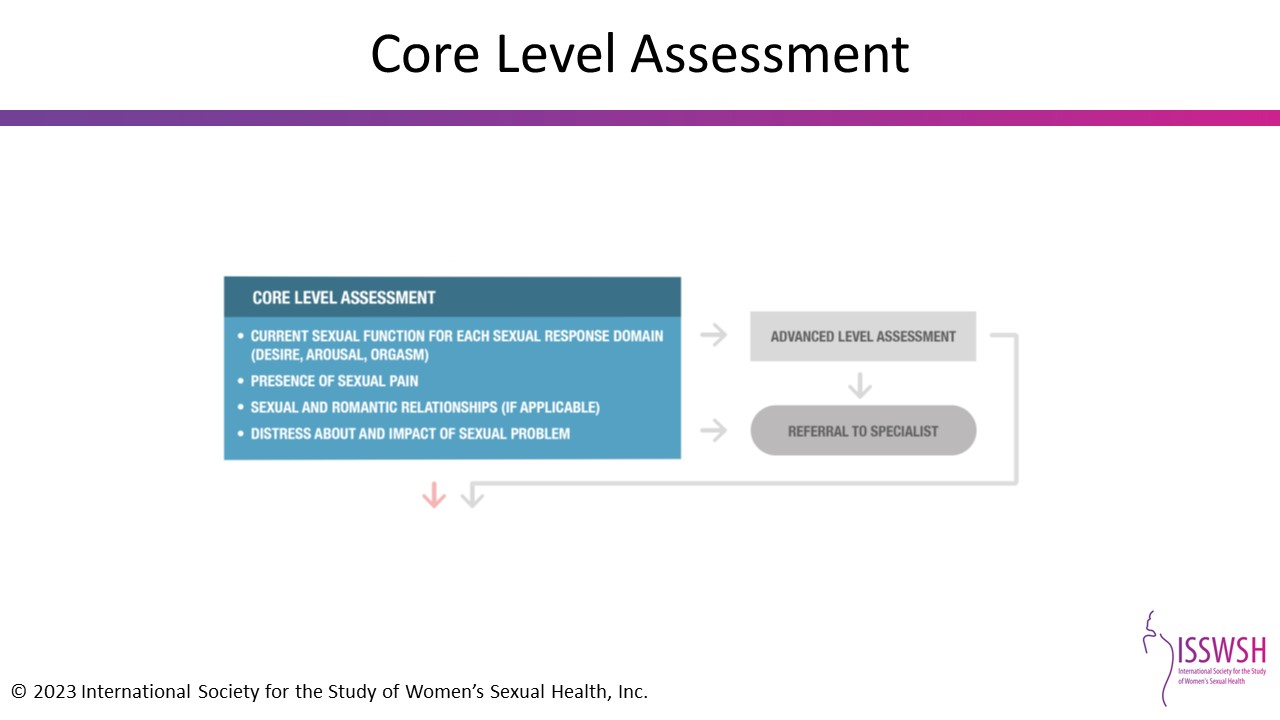 Core Level Assessment
CORE LEVEL ASSESSMENT
• CURRENT SEXUAL FUNCTION FOR EACH SEXUAL RESPONSE DOMAIN
(DESIRE, AROUSAL, ORGASM)
• PRESENCE OF SEXUAL PAIN
• SEXUAL AND ROMANTIC RELATIONSHIPS (IF APPLICABLE)
• DISTRESS ABOUT AND IMPACT OF SEXUAL PROBLEM
ADVANCED LEVEL ASSESSMENT
REFERRAL TO SPECIALIST
ISSWSH
International Society for the Study
of Women's Sexual Health
© 2023 International Society for the Study of Women’s Sexual Health, Inc.